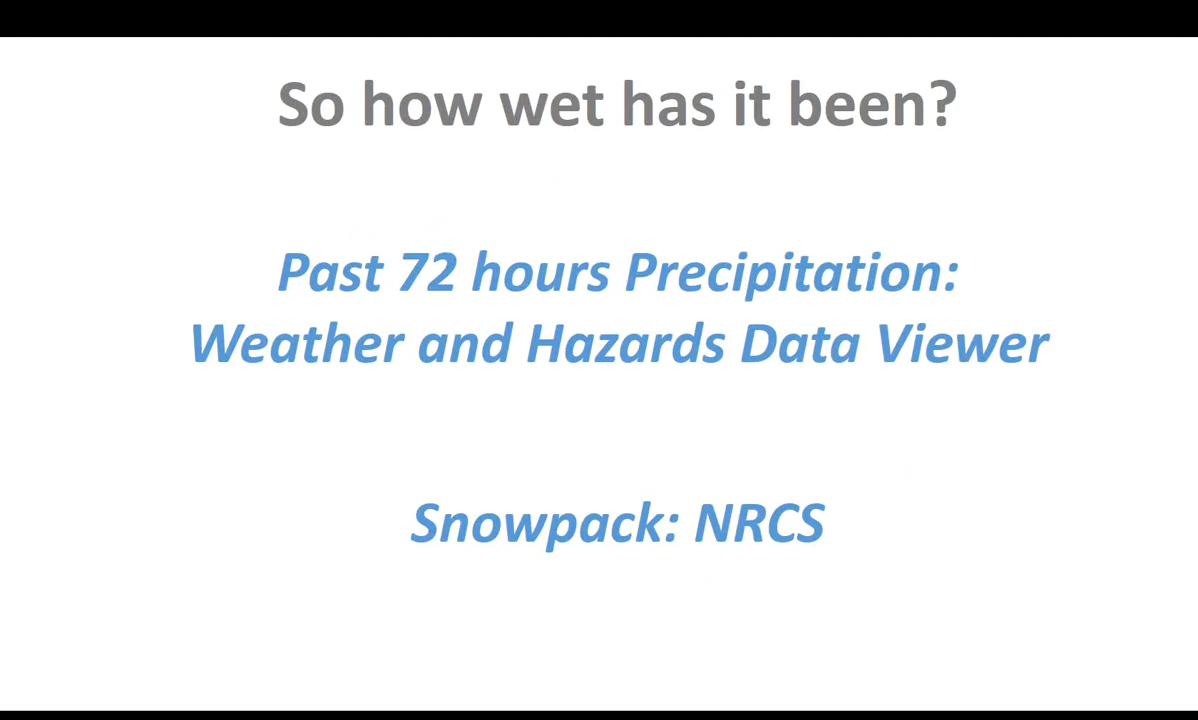 So how wet has it been?
Past 72 hours Precipitation:
Weather and Hazards Data Viewer
Snowpack: NRCS